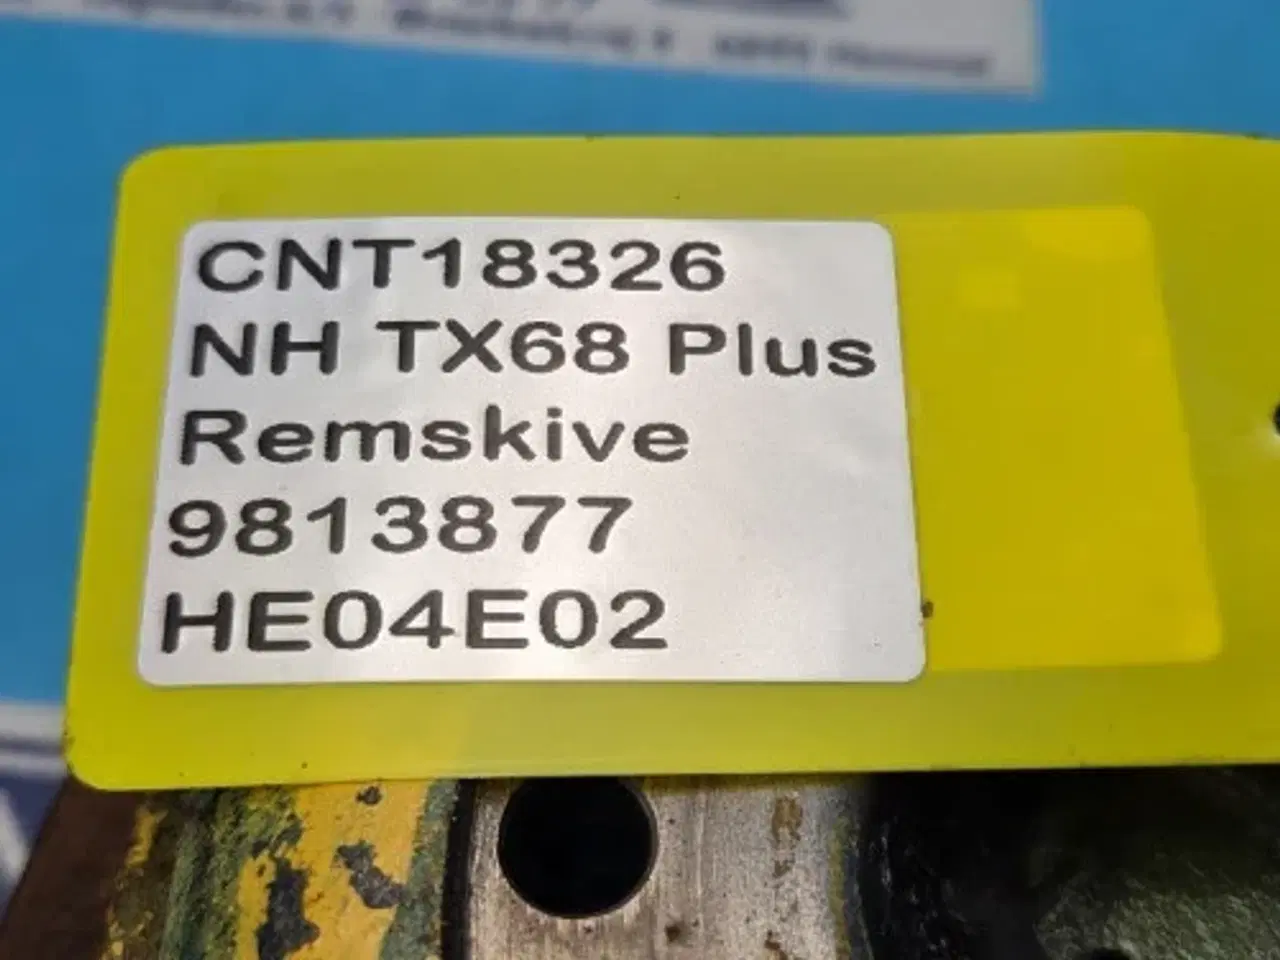 CNT18326
NH TX68 Plus
Remskive
9813877
HE04E02